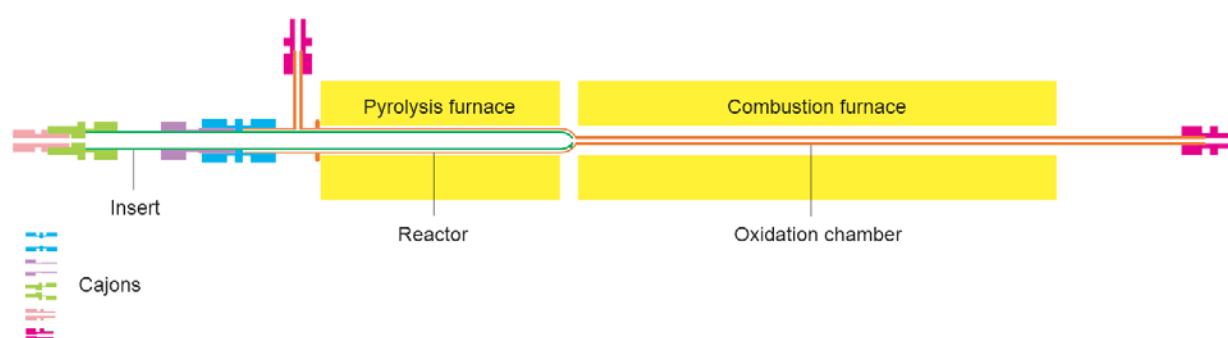 Pyrolysis furnace
Combustion furnace
Insert
Reactor
Oxidation chamber
Cajons